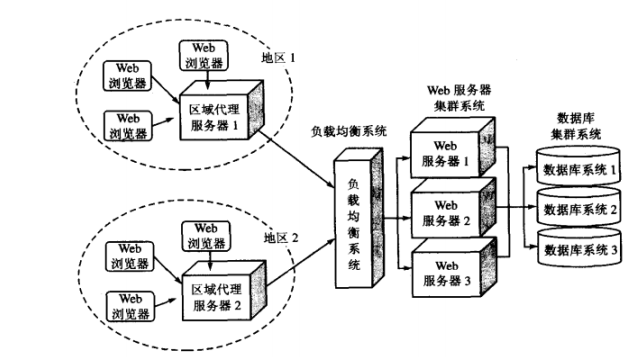 地区 1
Web
浏览器
Web
浏览器
Web
浏览器
区域代理
服务器 1
地区 2
Web
浏览器
Web
浏览器
Web
浏览器
区域代理
服务器 2
负载均衡系统
负
载
均
衡
系
统
Web 服务器
集群系统
Web
服务器 1
Web
服务器 2
Web
服务器 3
数据库
集群系统
数据库系统 1
数据库系统 2
数据库系统 3